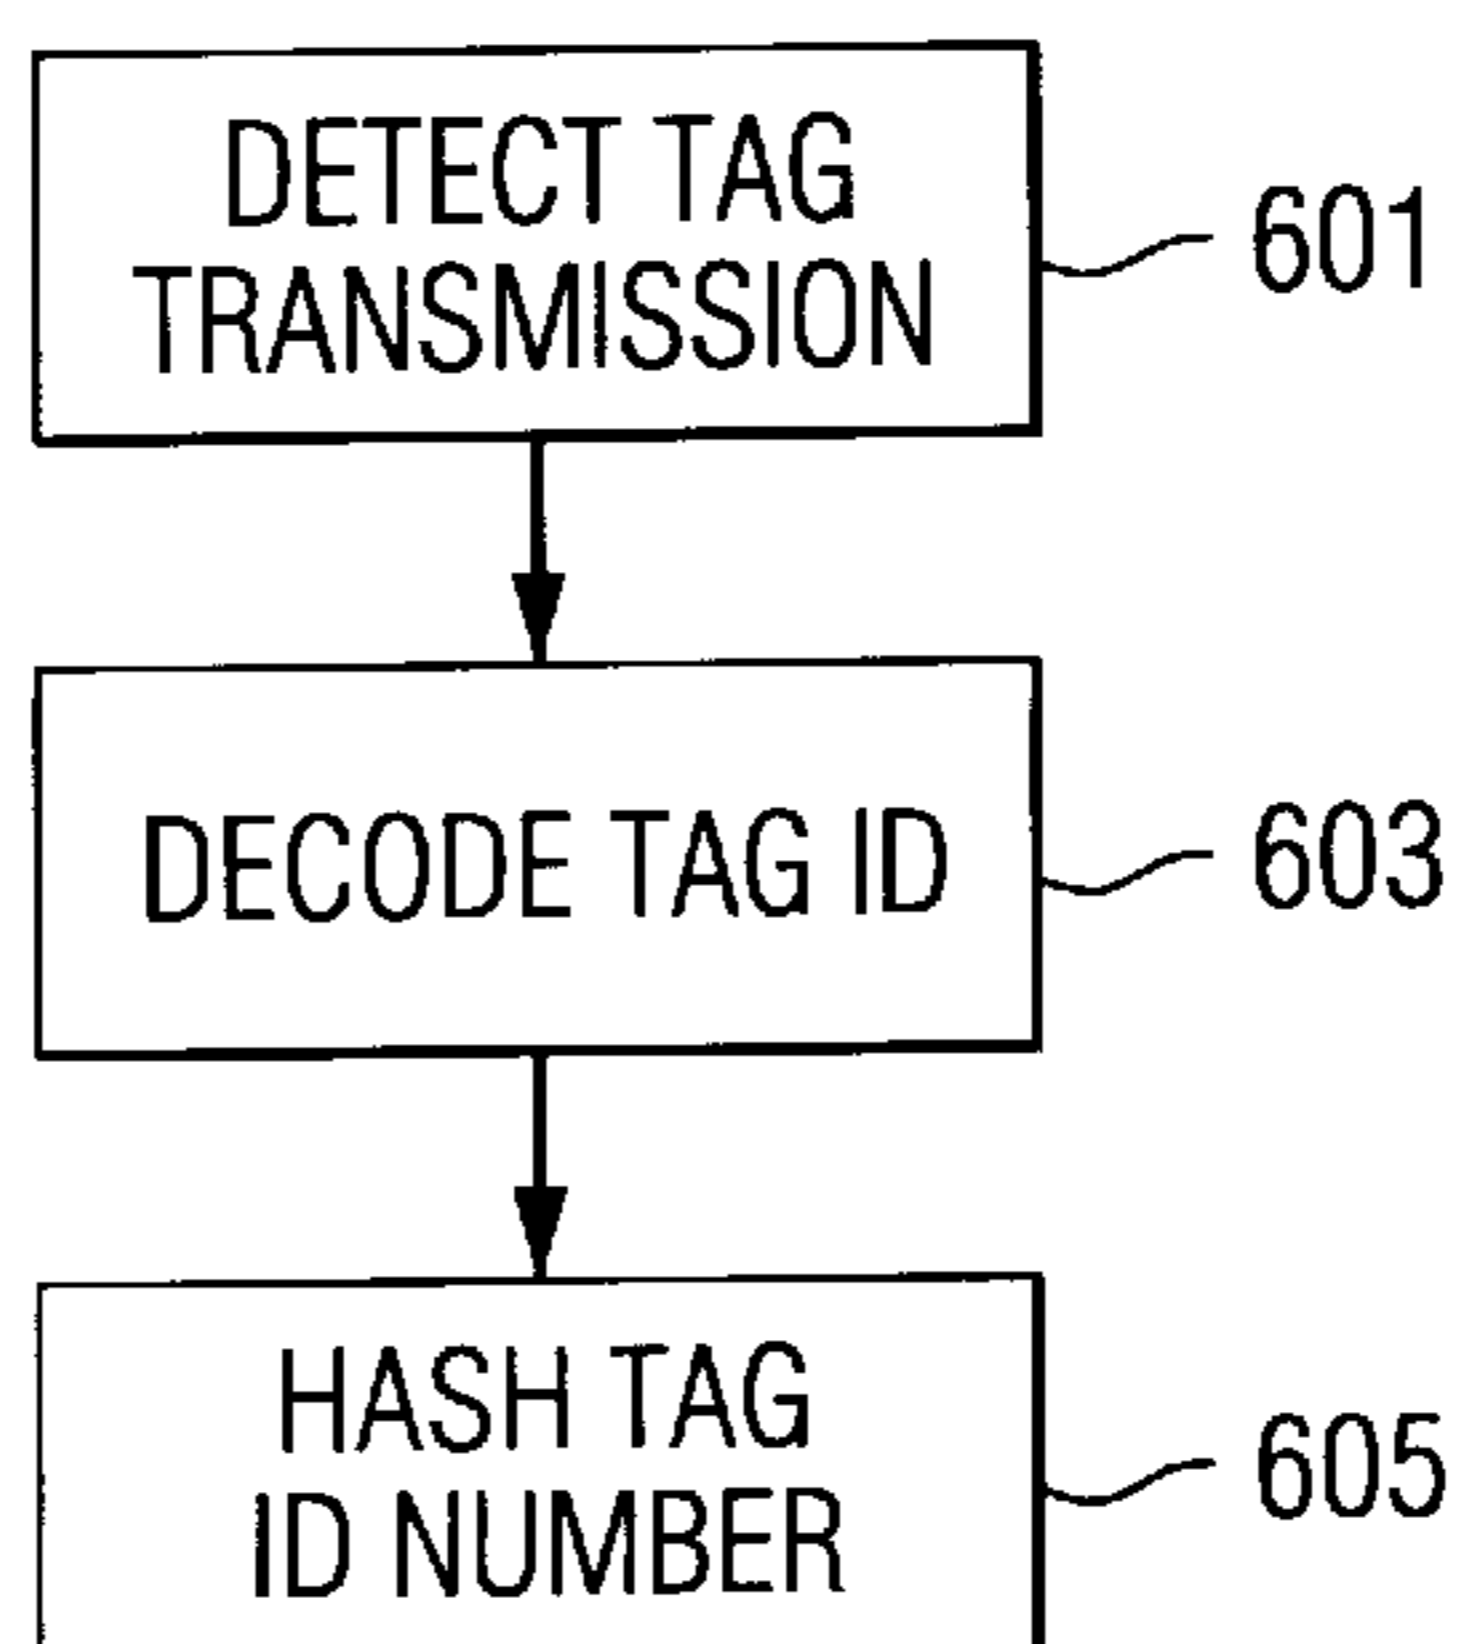 DETECT TAG
TRANSMISSION
601
DECODE TAG ID
603
HASH TAG
ID NUMBER
605